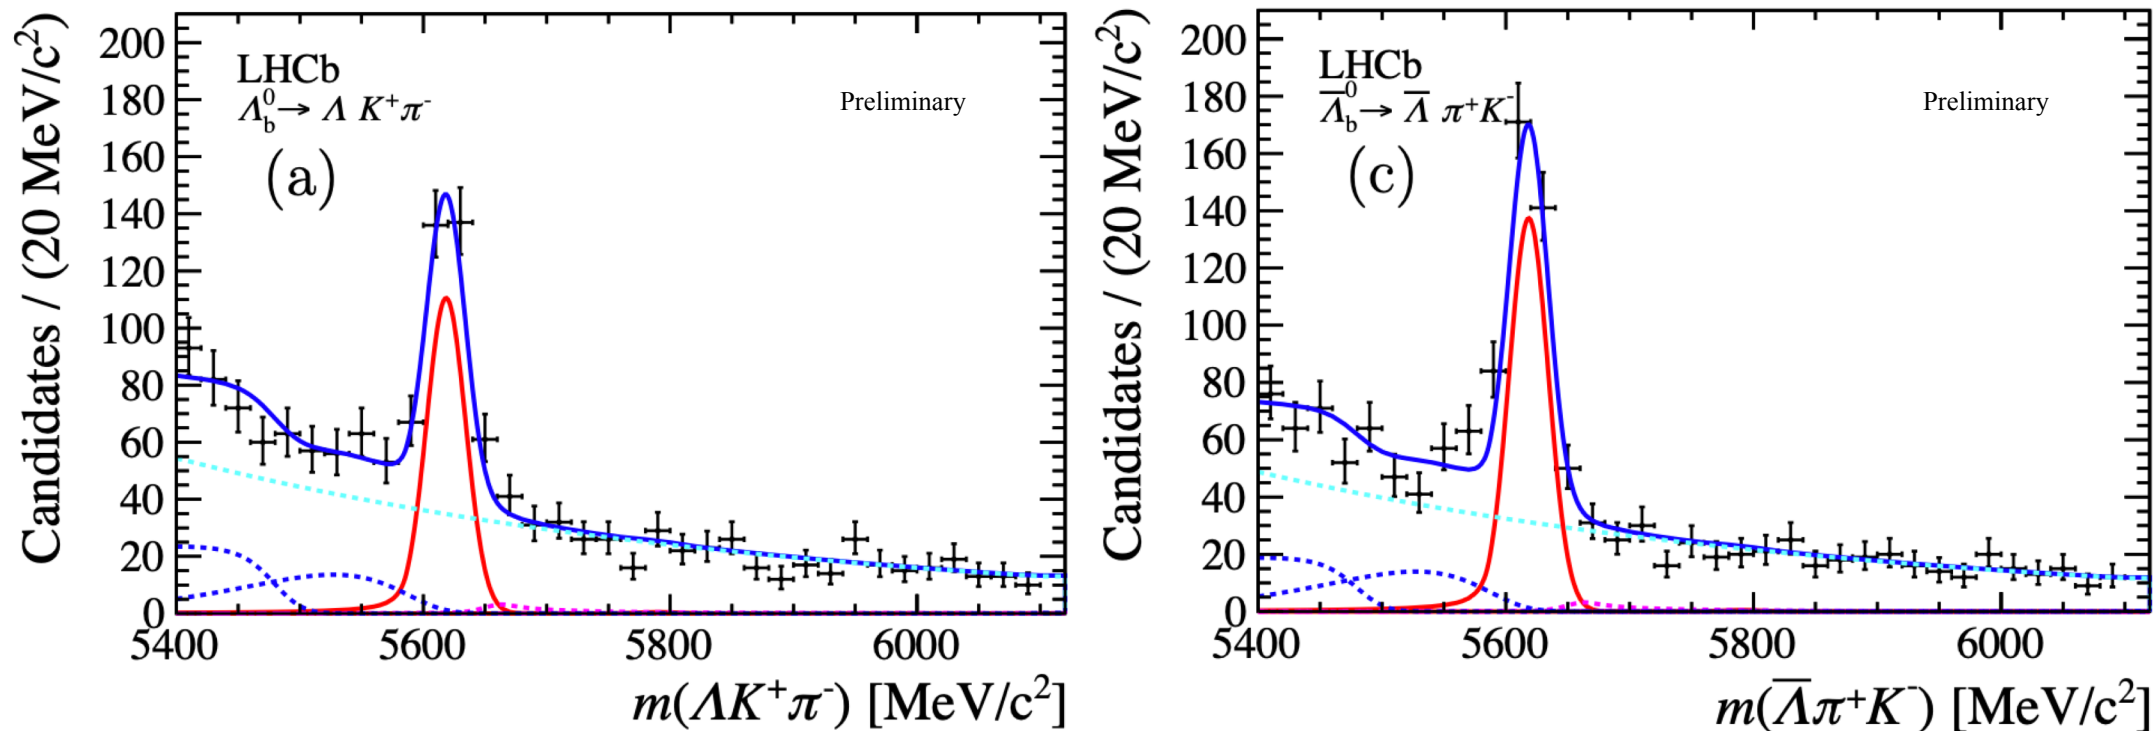 Candidates / (20 MeV/c²)
200
180
160
140
120
100
80
60
40
20
0
LHCb
Λ⁰b → Λ K⁺π⁻
(a)
Preliminary
5400 5600 5800 6000
m(ΛK⁺π⁻) [MeV/c²]
Candidates / (20 MeV/c²)
200
180
160
140
120
100
80
60
40
20
0
LHCb
Λ̅⁰b → Λ̅ π⁺K⁻
(c)
Preliminary
5400 5600 5800 6000
m(Λ̅π⁺K⁻) [MeV/c²]